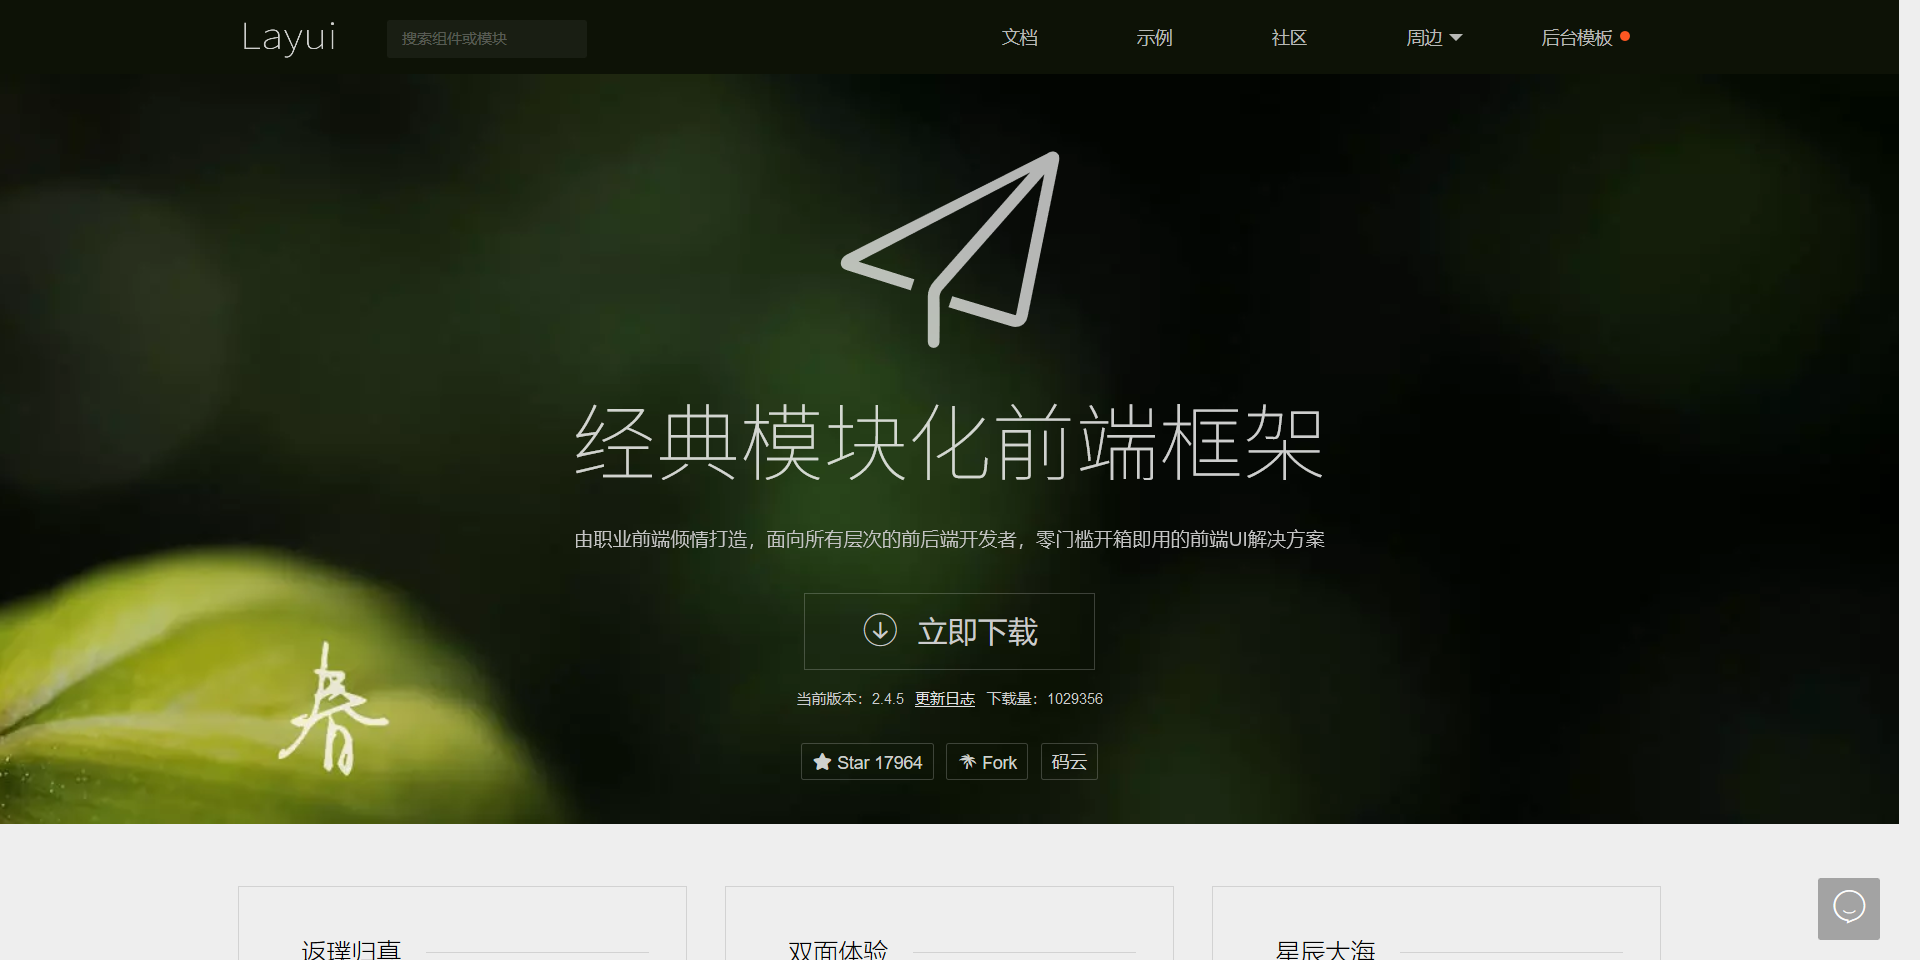 Layui
搜索组件或模块
文档
示例
社区
周边
后台模板
经典模块化前端框架
由职业前端倾情打造，面向所有层次的前后端开发者，零门槛开箱即用的前端UI解决方案
立即下载
当前版本：2.4.5 更新日志 下载量：1029356
Star 17964
Fork
码云
春
返璞归真
双面体验
星辰大海